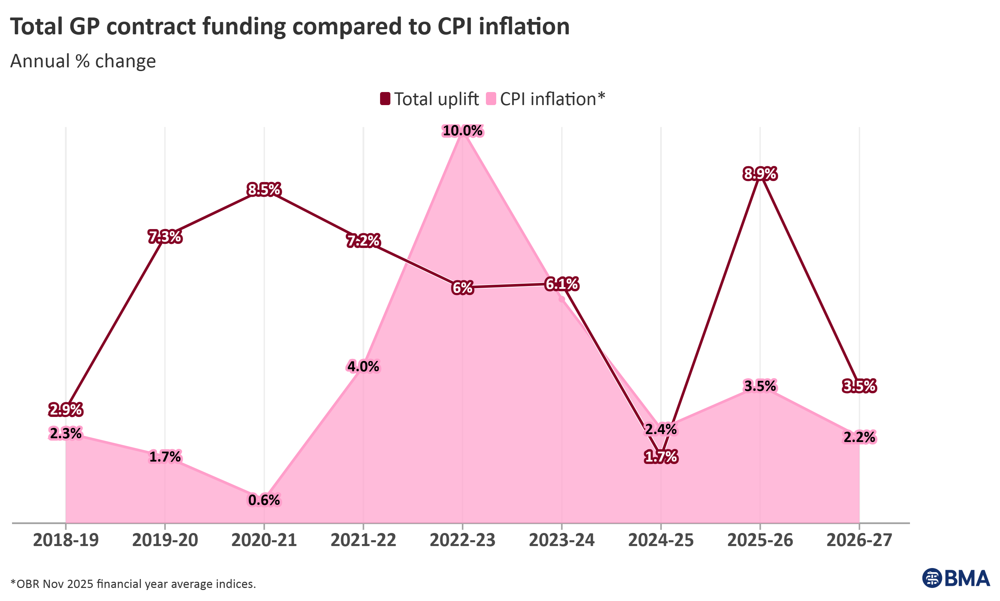 Total GP contract funding compared to CPI inflation
Annual % change
Total uplift CPI inflation*
10.0%
8.9%
8.5%
7.3%
7.2%
6% 6.1%
4.0%
3.5% 3.5%
2.9%
2.4%
2.3%
2.2%
1.7% 1.7%
0.6%
2018-19 2019-20 2020-21 2021-22 2022-23 2023-24 2024-25 2025-26 2026-27
*OBR Nov 2025 financial year average indices.
BMA